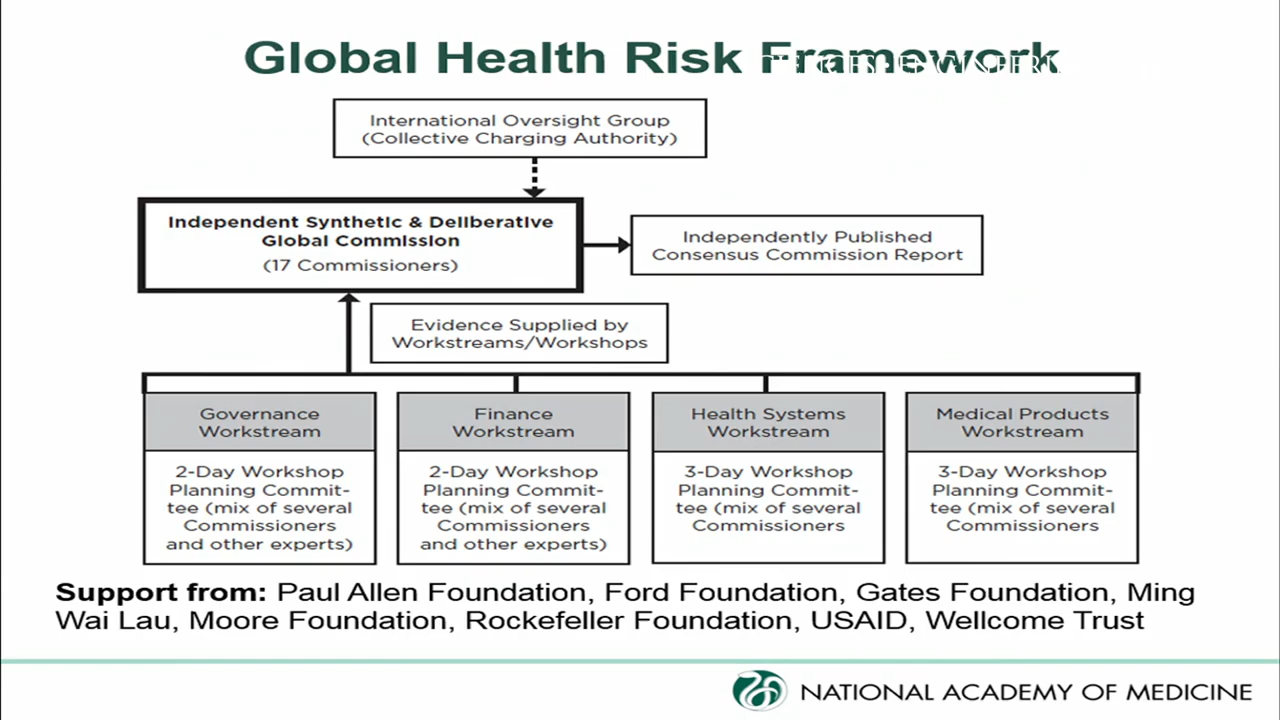 Global Health Risk Framework
International Oversight Group
(Collective Charging Authority)
Independent Synthetic & Deliberative
Global Commission
(17 Commissioners)
Independently Published
Consensus Commission Report
Evidence Supplied by
Workstreams/Workshops
Governance
Workstream
2-Day Workshop
Planning Commit-
tee (mix of several
Commissioners
and other experts)
Finance
Workstream
2-Day Workshop
Planning Commit-
tee (mix of several
Commissioners
and other experts)
Health Systems
Workstream
3-Day Workshop
Planning Commit-
tee (mix of several
Commissioners
Medical Products
Workstream
3-Day Workshop
Planning Commit-
tee (mix of several
Commissioners
Support from: Paul Allen Foundation, Ford Foundation, Gates Foundation, Ming
Wai Lau, Moore Foundation, Rockefeller Foundation, USAID, Wellcome Trust
NATIONAL ACADEMY OF MEDICINE